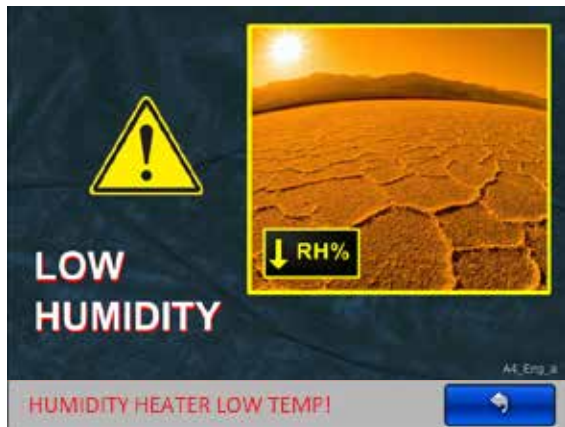 ↓ RH%
LOW
HUMIDITY
A4_Eng_a
HUMIDITY HEATER LOW TEMP!